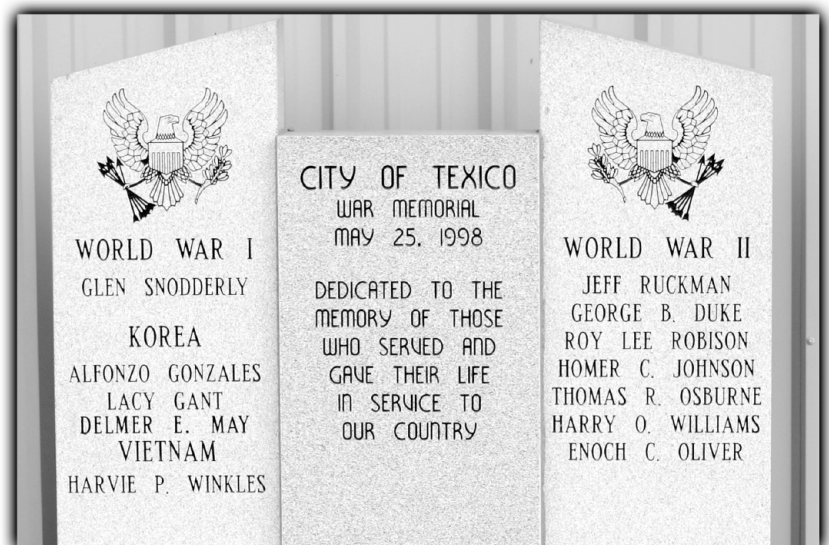 WORLD WAR I
GLEN SNODDERLY
KOREA
ALFONZO GONZALES
LACY GANT
DELMER E. MAY
VIETNAM
HARVIE P. WINKLES
CITY OF TEXICO
WAR MEMORIAL
MAY 25, 1998
DEDICATED TO THE
MEMORY OF THOSE
WHO SERVED AND
GAVE THEIR LIFE
IN SERVICE TO
OUR COUNTRY
WORLD WAR II
JEFF RUCKMAN
GEORGE B. DUKE
ROY LEE ROBISON
HOMER C. JOHNSON
THOMAS R. OSBURNE
HARRY O. WILLIAMS
ENOCH C. OLIVER